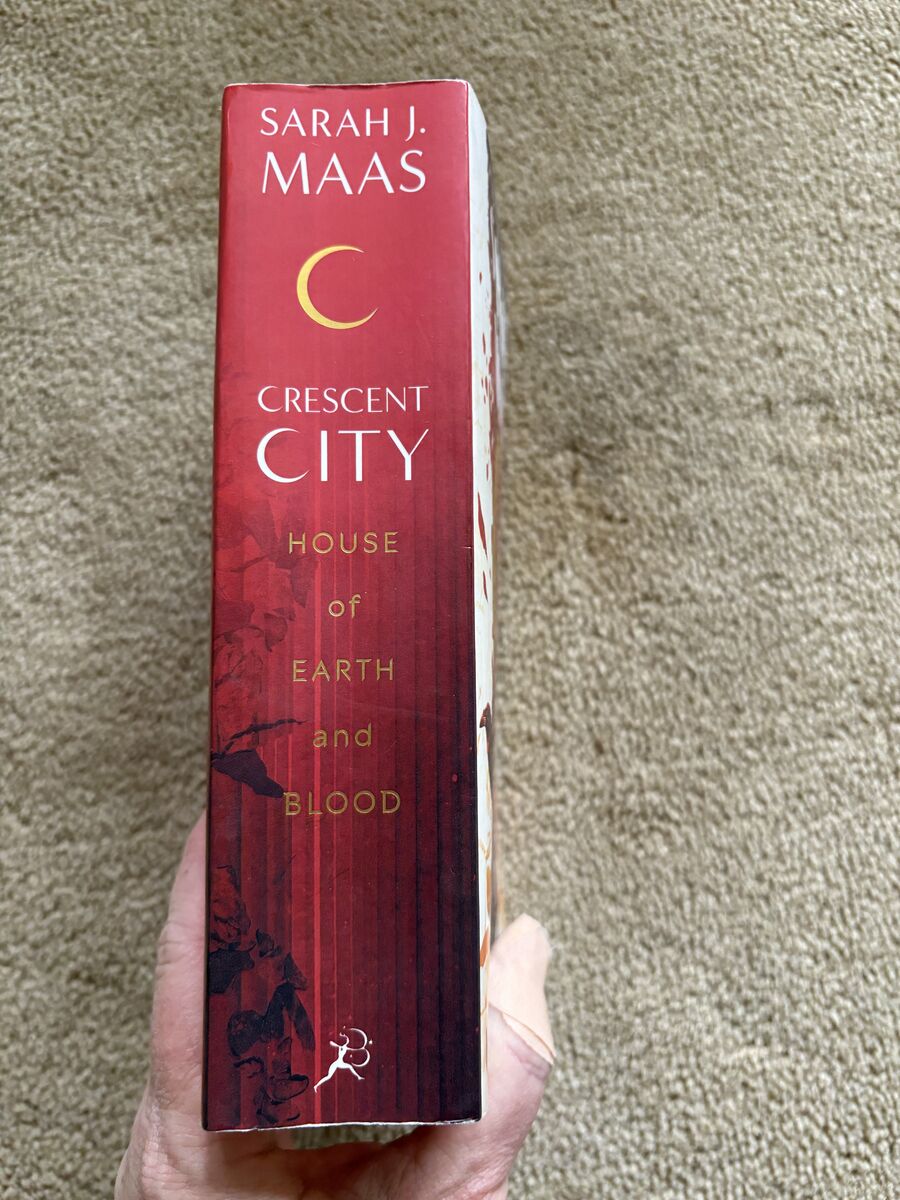 SARAH J.
MAAS
CRESCENT
CITY
HOUSE
of
EARTH
and
BLOOD